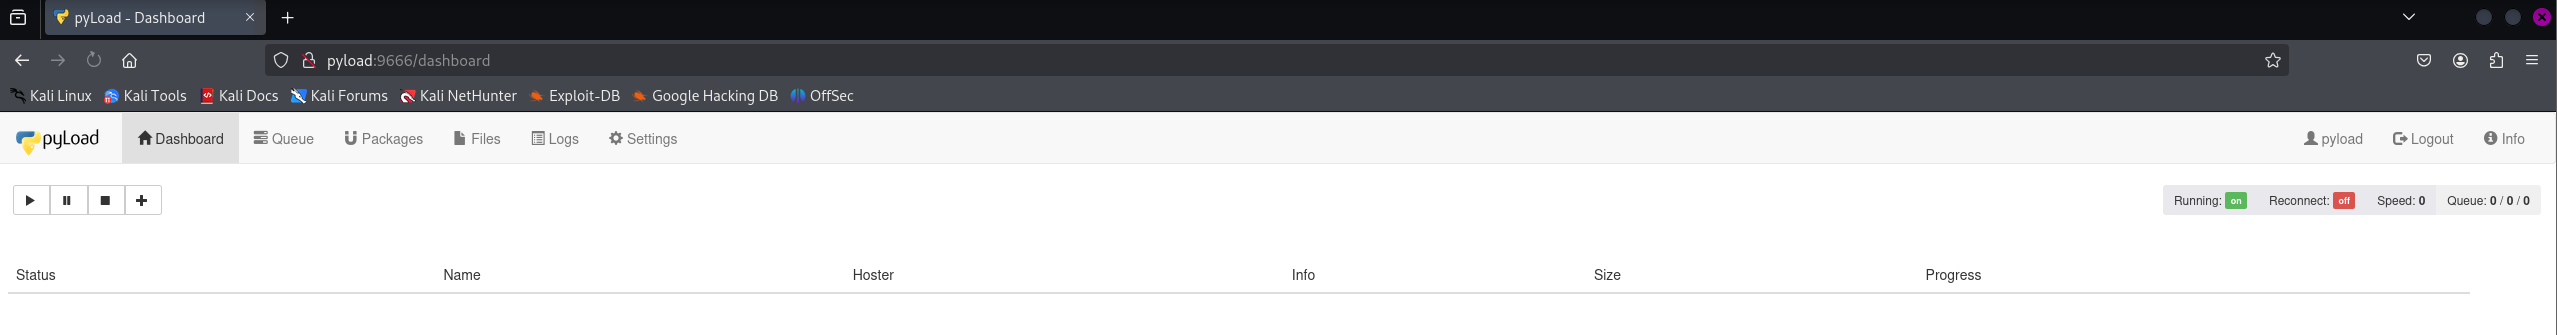 pyLoad - Dashboard
pyload:9666/dashboard
Kali Linux Kali Tools Kali Docs Kali Forums Kali NetHunter Exploit-DB Google Hacking DB OffSec
pyLoad Dashboard Queue Packages Files Logs Settings pyload Logout Info
Running: on Reconnect: off Speed: 0 Queue: 0 / 0 / 0
Status Name Hoster Info Size Progress